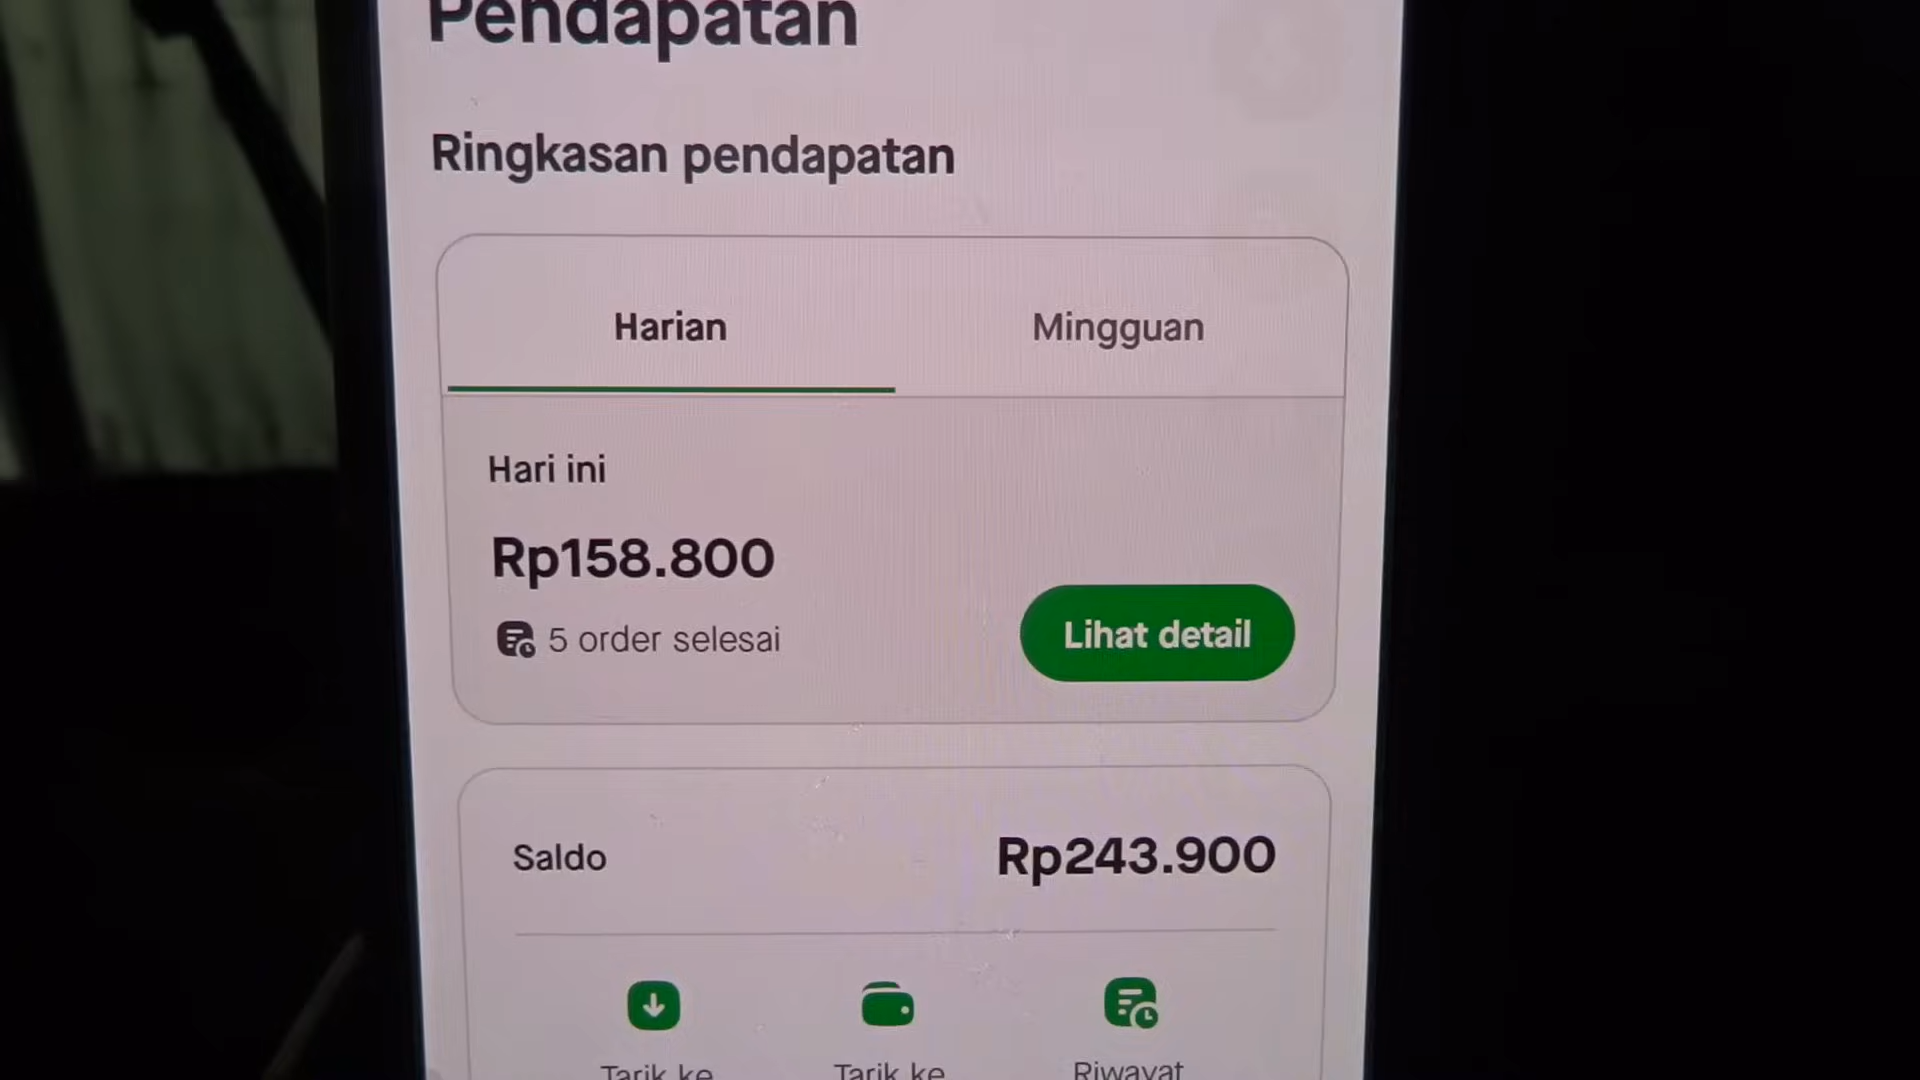 Pendapatan
Ringkasan pendapatan
Harian
Mingguan
Hari ini
Rp158.800
5 order selesai
Lihat detail
Saldo
Rp243.900
Tarik ke
Tarik ke
Riwayat